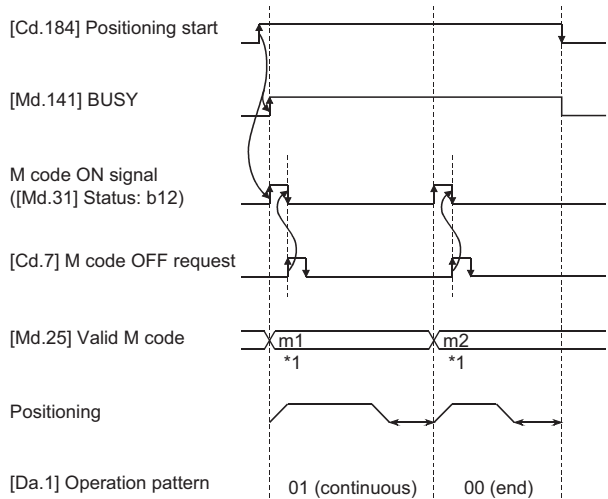 [Cd.184] Positioning start
[Md.141] BUSY
M code ON signal
([Md.31] Status: b12)
[Cd.7] M code OFF request
[Md.25] Valid M code
m1
m2
*1
*1
Positioning
[Da.1] Operation pattern
01 (continuous)
00 (end)